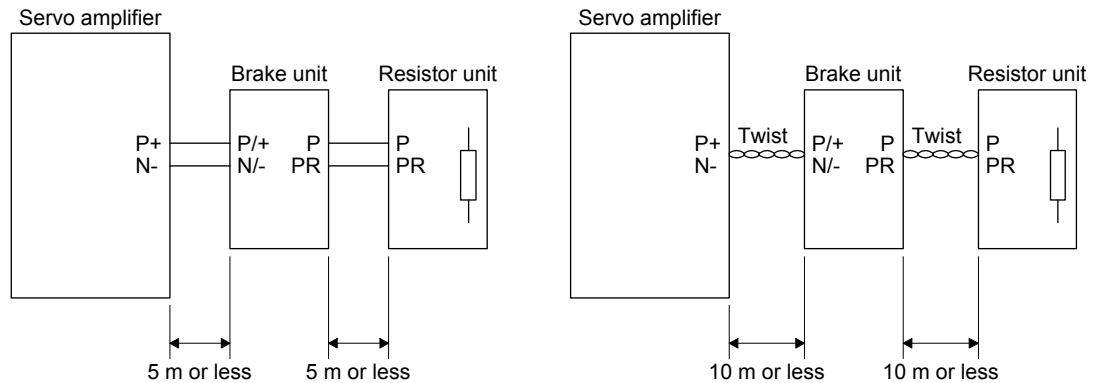 Servo amplifier
Brake unit
Resistor unit
P+
N-
P/+
N/-
P
PR
P
PR
5 m or less
5 m or less
Servo amplifier
Brake unit
Resistor unit
P+
N-
Twist
P/+
N/-
P
PR
Twist
P
PR
10 m or less
10 m or less